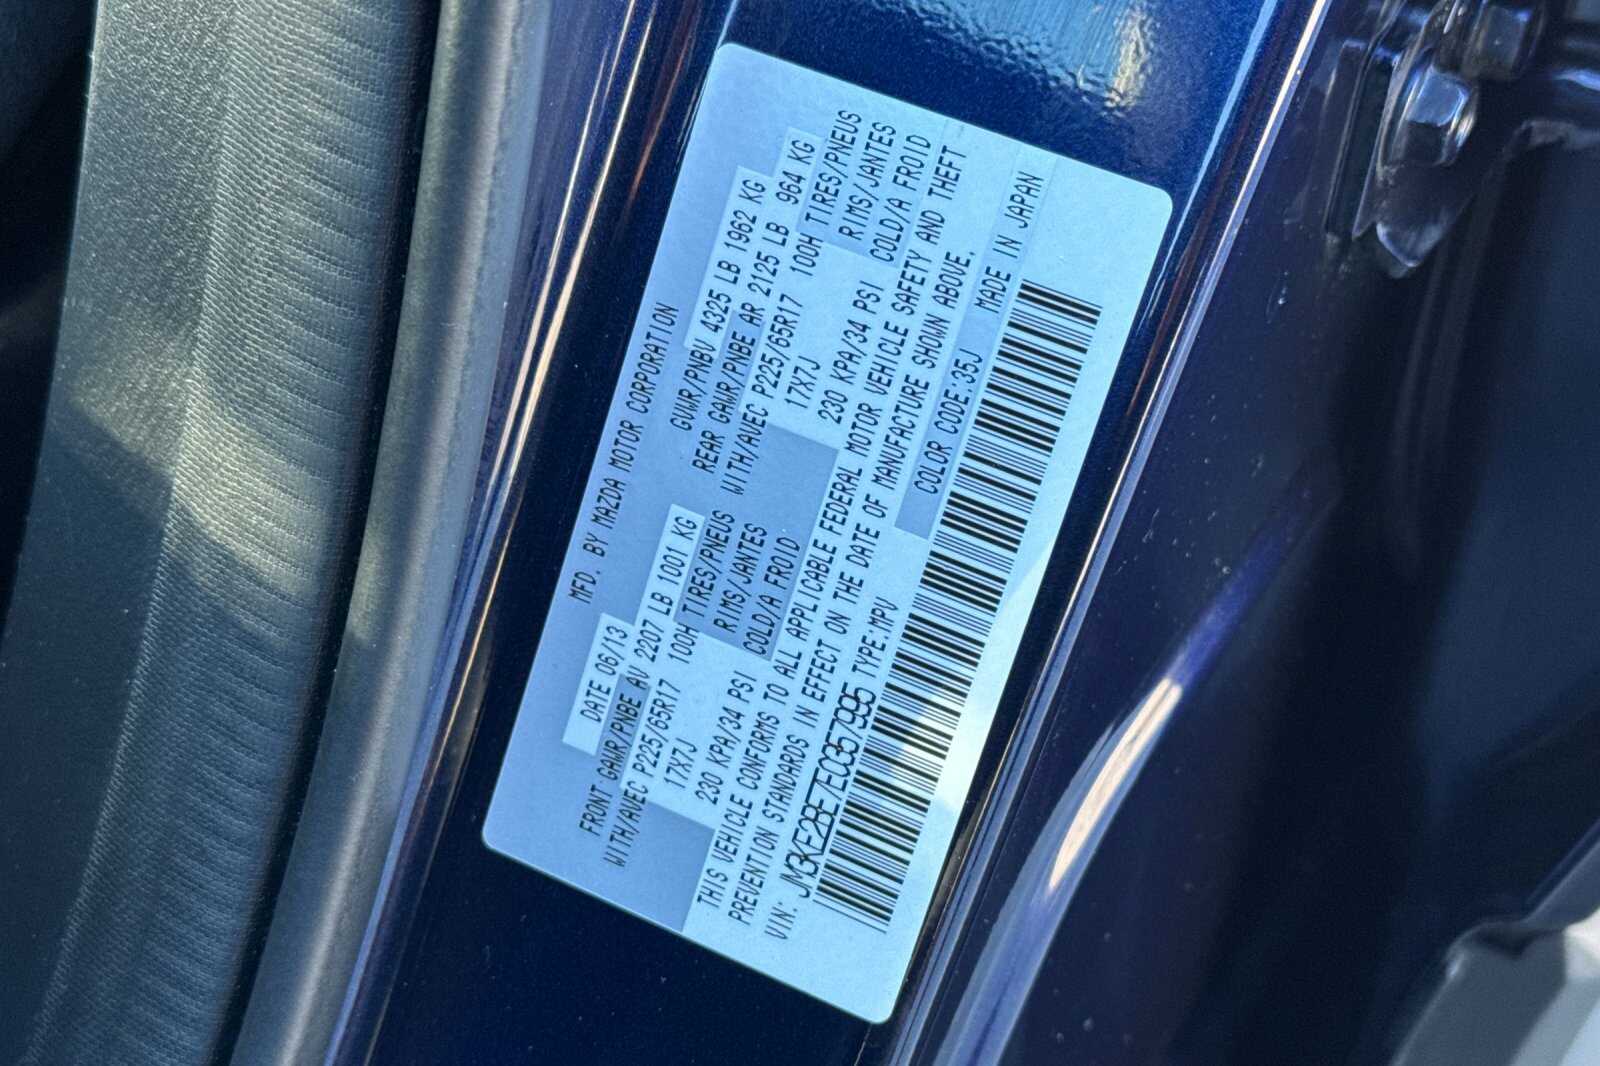 MFD. BY MAZDA MOTOR CORPORATION
DATE 06/13 GVWR/PNBV 4325 LB 1962 KG
FRONT GAWR/PNBE AV 2207 LB 1001 KG REAR GAWR/PNBE AR 2125 LB 964 KG
WITH/AVEC P225/65R17 100H TIRES/PNEUS WITH/AVEC P225/65R17 100H TIRES/PNEUS
17X7J RIMS/JANTES 17X7J RIMS/JANTES
230 KPA/34 PSI COLD/A FROID 230 KPA/34 PSI COLD/A FROID
THIS VEHICLE CONFORMS TO ALL APPLICABLE FEDERAL MOTOR VEHICLE SAFETY AND THEFT
PREVENTION STANDARDS IN EFFECT ON THE DATE OF MANUFACTURE SHOWN ABOVE.
VIN: JM3KE2BE7E0357995 TYPE:MPV COLOR CODE:35J MADE IN JAPAN